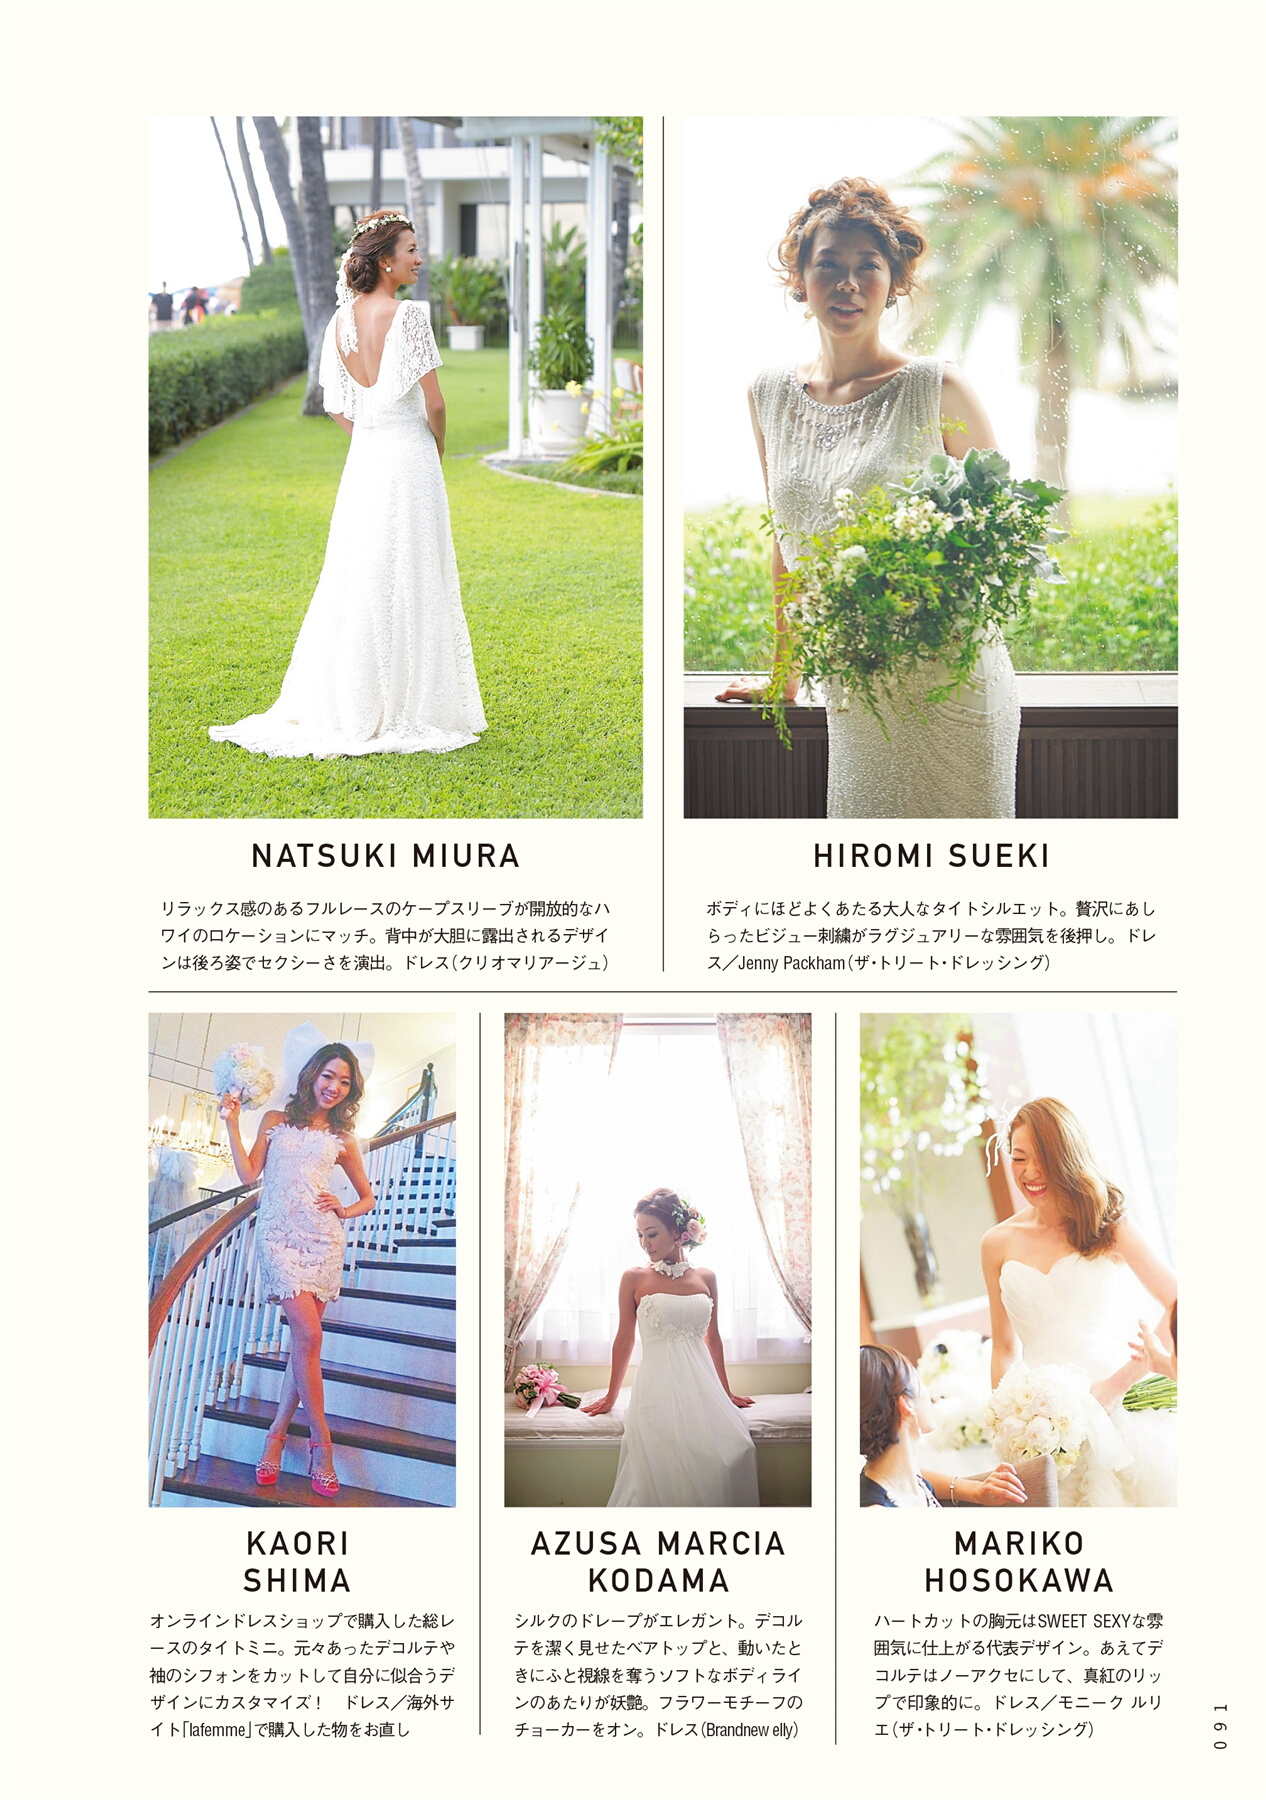 NATSUKI MIURA
リラックス感のあるフルレースのケープスリーブが開放的なハ
ワイのロケーションにマッチ。背中が大胆に露出されるデザイ
ンは後ろ姿でセクシーさを演出。ドレス（クリオマリアージュ）
HIROMI SUEKI
ボディにほどよくあたる大人なタイトシルエット。贅沢にあし
らったビジュー刺繍がラグジュアリーな雰囲気を後押し。ドレ
ス／Jenny Packham（ザ・トリート・ドレッシング）
KAORI
SHIMA
オンラインドレスショップで購入した総レ
ースのタイトミニ。元々あったデコルテや
袖のシフォンをカットして自分に似合うデ
ザインにカスタマイズ！　ドレス／海外サ
イト「lafemme」で購入した物をお直し
AZUSA MARCIA
KODAMA
シルクのドレープがエレガント。デコル
テを潔く見せたベアトップと、動いたと
きにふと視線を奪うソフトなボディライ
ンのあたりが妖艶。フラワーモチーフの
チョーカーをオン。ドレス（Brandnew elly）
MARIKO
HOSOKAWA
ハートカットの胸元はSWEET SEXYな雰
囲気に仕上がる代表デザイン。あえてデ
コルテはノーアクセにして、真紅のリッ
プで印象的に。ドレス／モニーク ルリ
エ（ザ・トリート・ドレッシング）
091